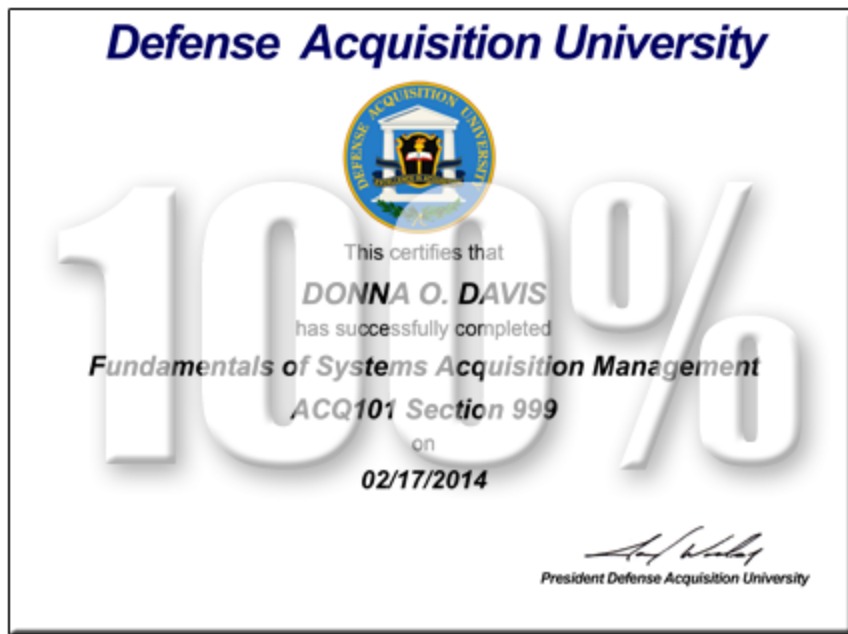 Defense Acquisition University
DEFENSE ACQUISITION UNIVERSITY
100%
This certifies that
DONNA O. DAVIS
has successfully completed
Fundamentals of Systems Acquisition Management
ACQ101 Section 999
on
02/17/2014
President Defense Acquisition University